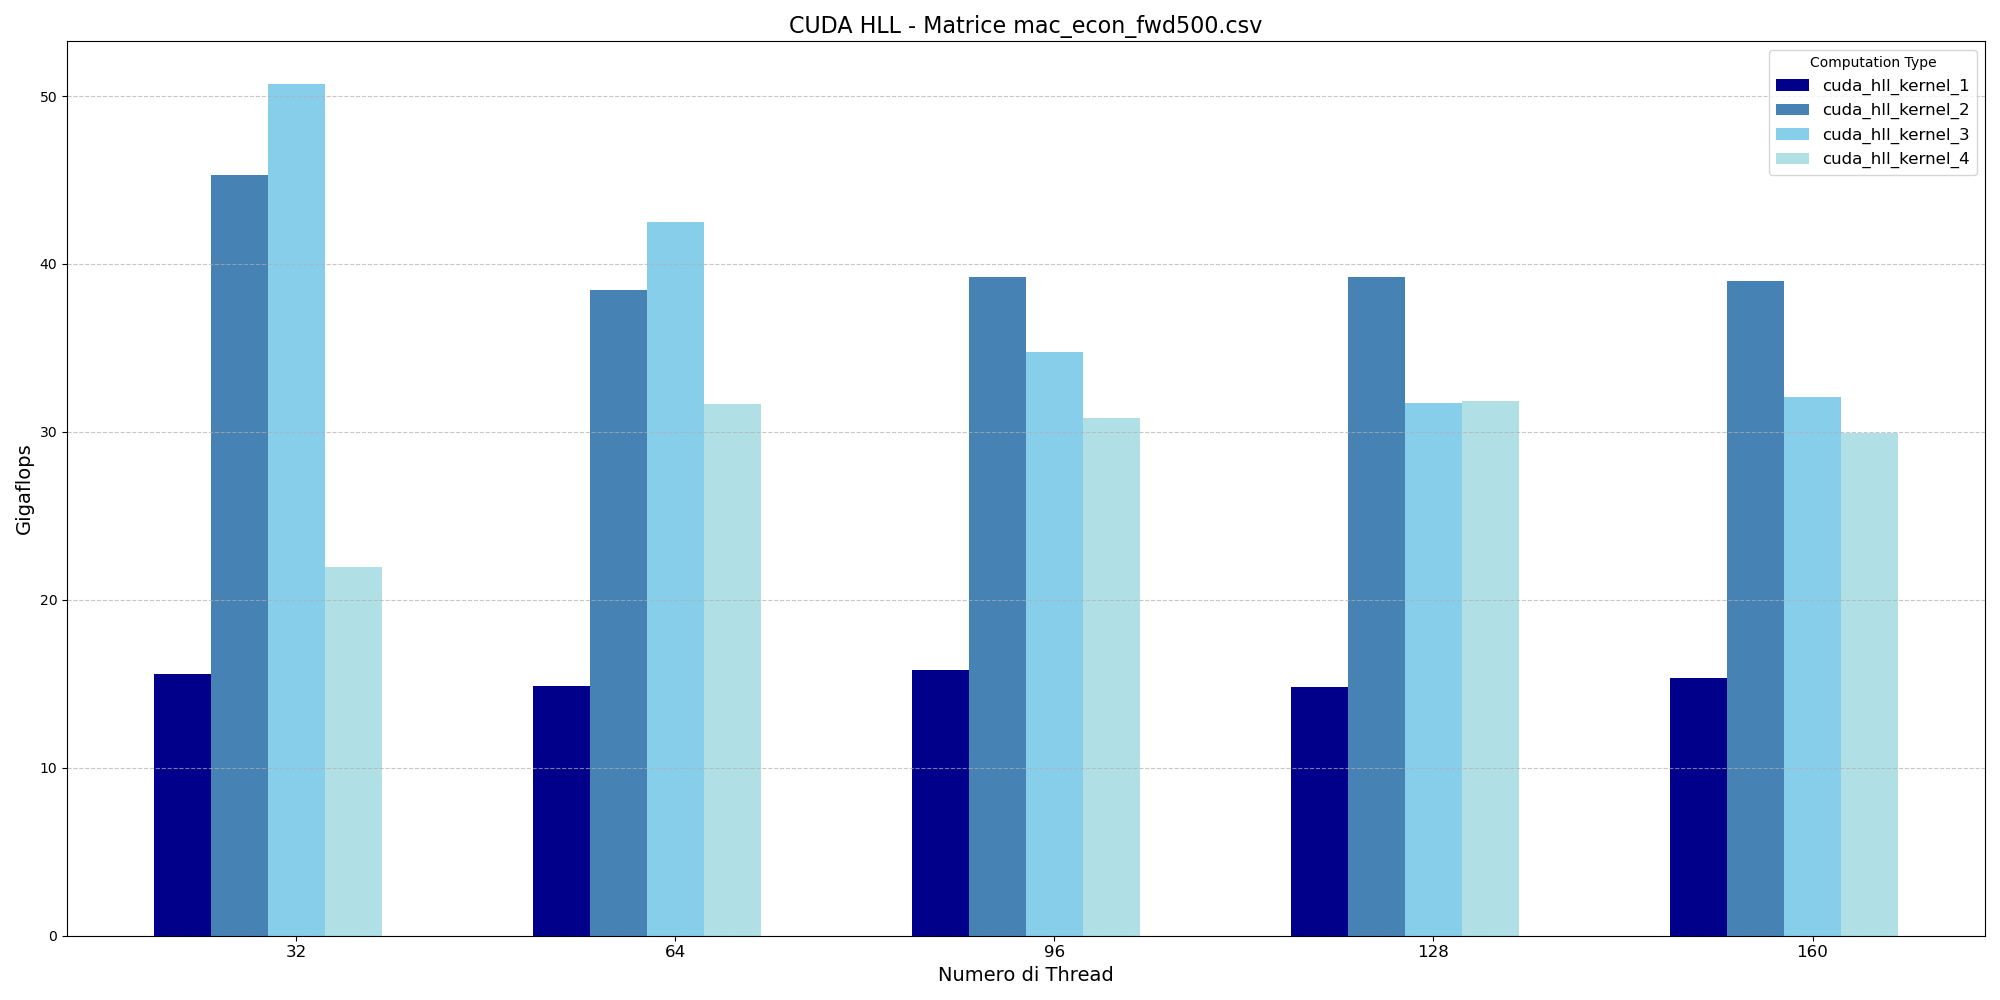 CUDA HLL - Matrice mac_econ_fwd500.csv
Computation Type
cuda_hll_kernel_1
cuda_hll_kernel_2
cuda_hll_kernel_3
cuda_hll_kernel_4
Gigaflops
50
40
30
20
10
0
32 64 96 128 160
Numero di Thread